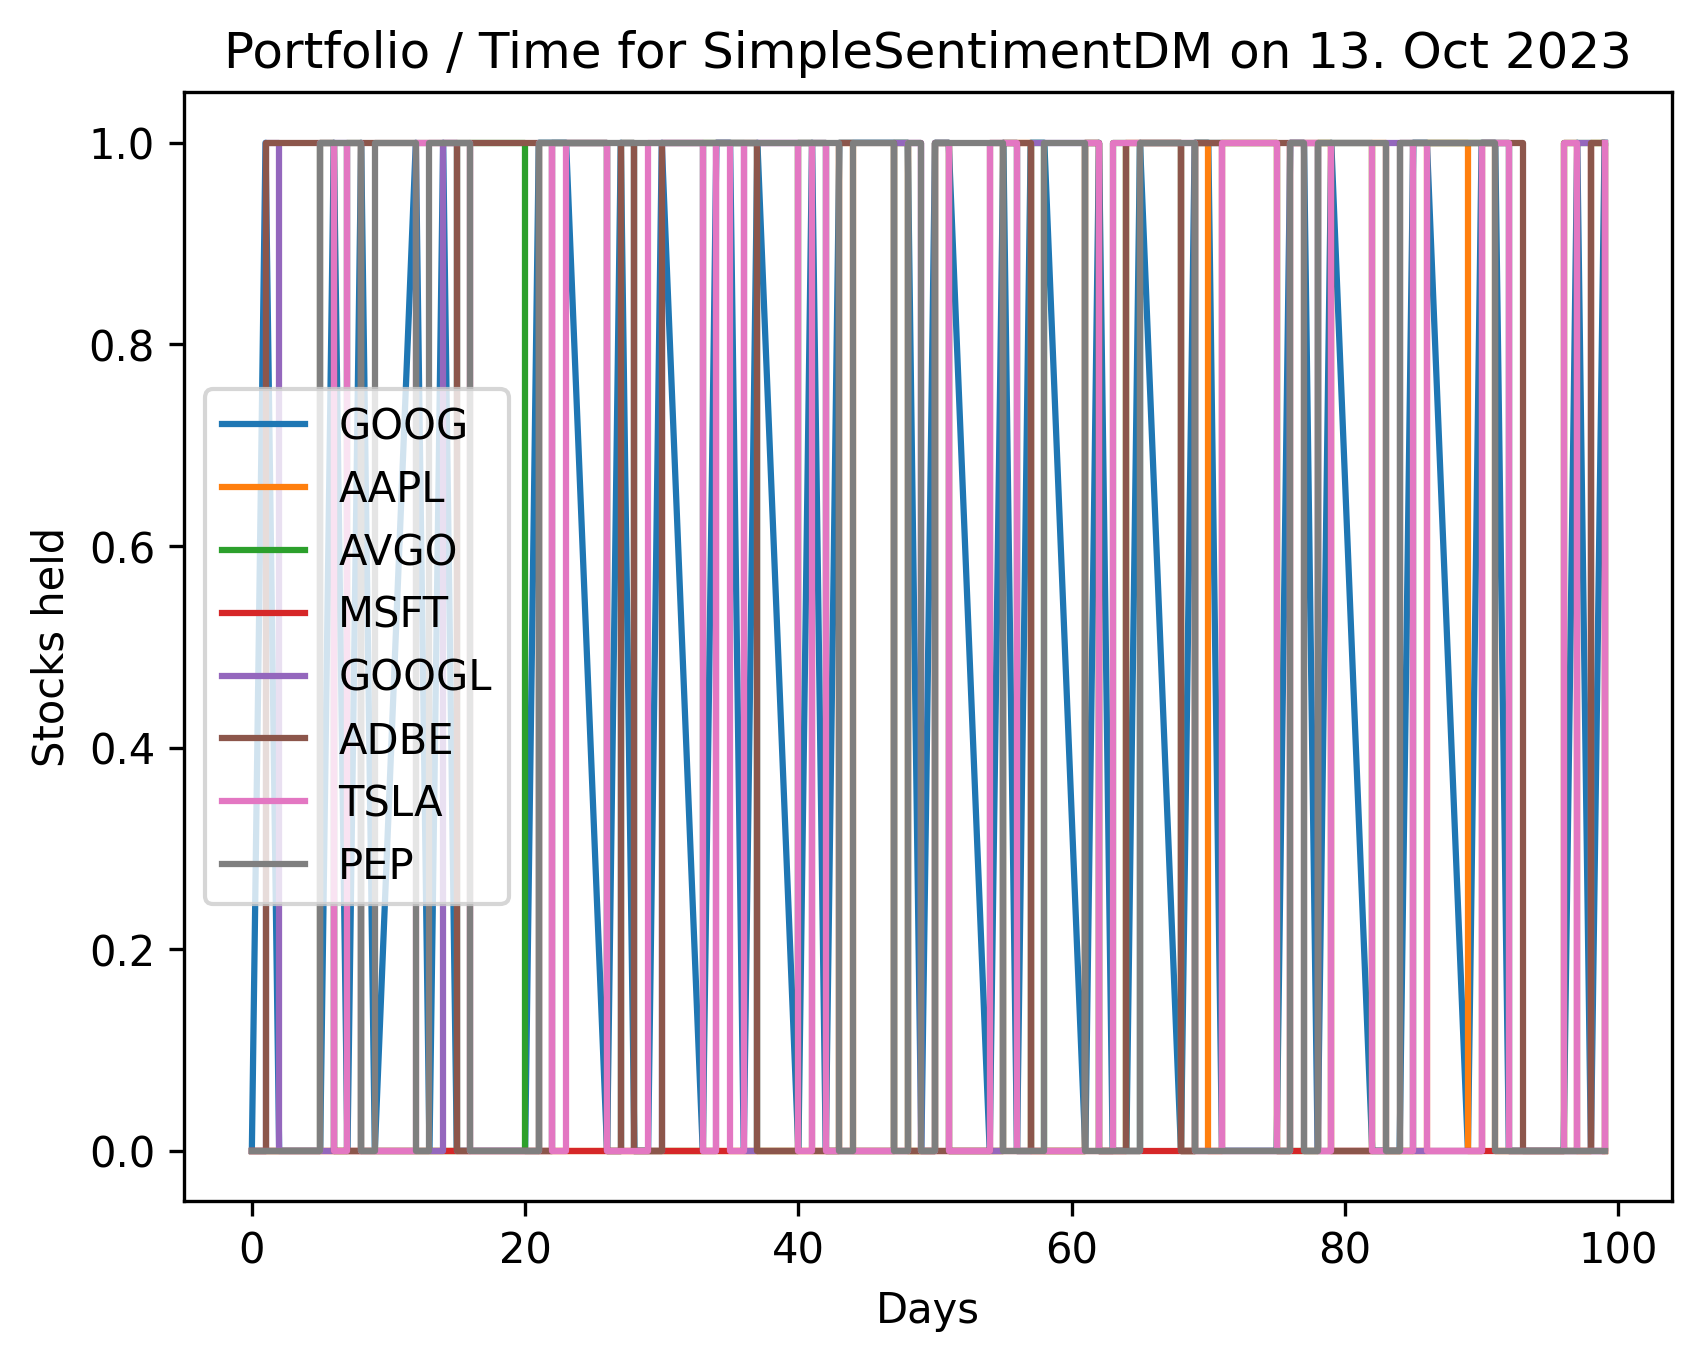 Portfolio / Time for SimpleSentimentDM on 13. Oct 2023
1.0
0.8
0.6
0.4
0.2
0.0
Stocks held
GOOG
AAPL
AVGO
MSFT
GOOGL
ADBE
TSLA
PEP
0 20 40 60 80 100
Days